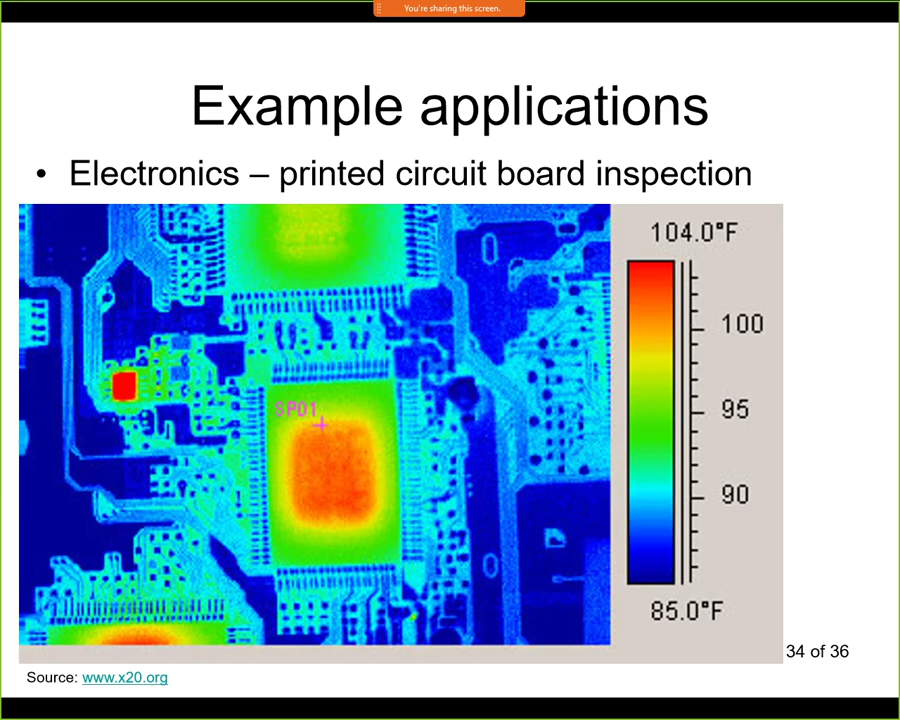 You're sharing this screen.
Example applications
• Electronics – printed circuit board inspection
104.0°F
SP01
100
95
90
85.0°F
34 of 36
Source: www.x20.org